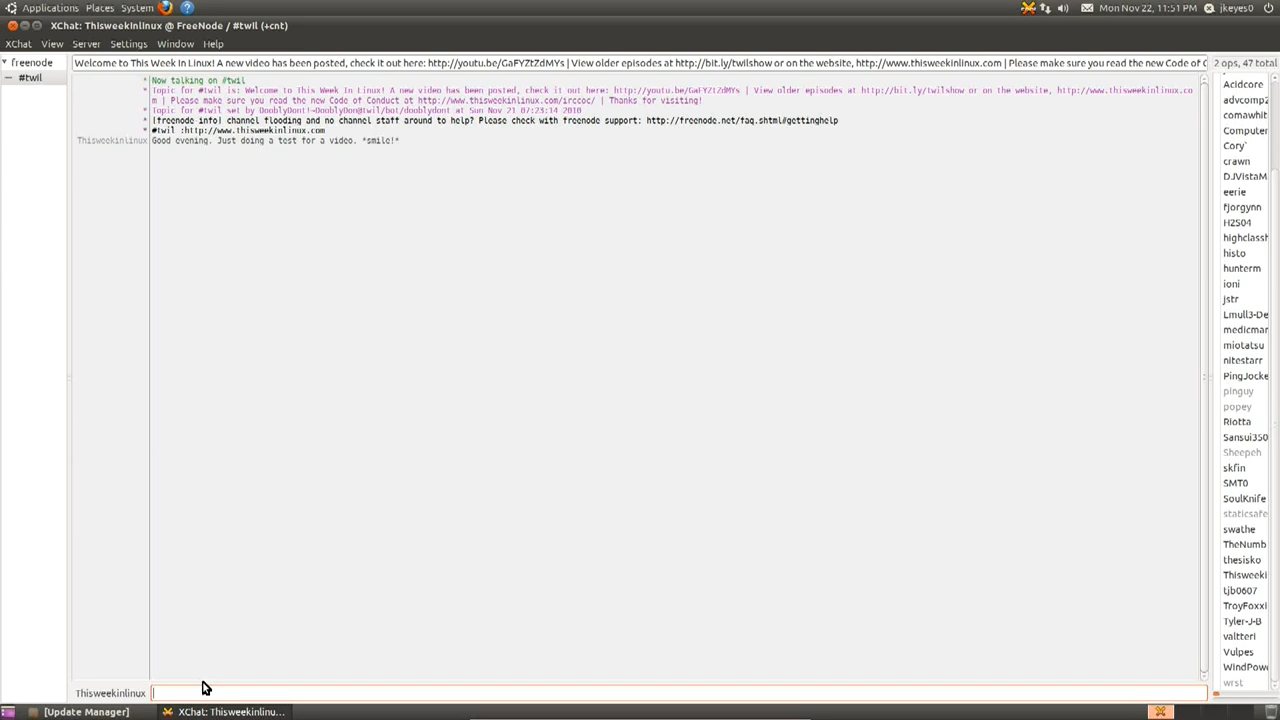 Applications Places System Mon Nov 22, 11:51 PM jkeyes0
XChat: Thisweekinlinux @ FreeNode / #twil (+cnt)
XChat View Server Settings Window Help
freenode
#twil
Welcome to This Week In Linux! A new video has been posted, check it out here: http://youtu.be/GaFYZtZdMYs | View older episodes at http://bit.ly/twilshow or on the website, http://www.thisweekinlinux.com | Please make sure you read the new Code of C
2 ops, 47 total
* Now talking on #twil
* Topic for #twil is: Welcome to This Week In Linux! A new video has been posted, check it out here: http://youtu.be/GaFYZtZdMYs | View older episodes at http://bit.ly/twilshow or on the website, http://www.thisweekinlinux.co
m | Please make sure you read the new Code of Conduct at http://www.thisweekinlinux.com/irccoc/ | Thanks for visiting!
* Topic for #twil set by DooblyDont!~DooblyDon@twil/bot/dooblydont at Sun Nov 21 07:23:14 2010
* [freenode-info] channel flooding and no channel staff around to help? Please check with freenode support: http://freenode.net/faq.shtml#gettinghelp
* #twil :http://www.thisweekinlinux.com
Thisweekinlinux Good evening. Just doing a test for a video. *smile!*
Acidcore
advcomp2
comawhit
Computer
Cory`
crawn
DJVistaM
eerie
fjorgynn
H2S04
highclassh
histo
hunterm
ioni
jstr
Lmull3-De
medicmar
miotatsu
nitestarr
PingJocke
pinguy
popey
Riotta
Sansui350
Sheepeh
skfin
SMT0
SoulKnife
staticsafe
swathe
TheNumb
thesisko
Thisweeki
tjb0607
TroyFoxxi
Tyler-J-B
valtteri
Vulpes
WindPowe
wrst
Thisweekinlinux
[Update Manager] XChat: Thisweekinlinu...